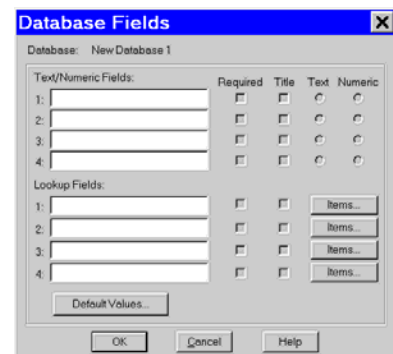 Database Fields
Database: New Database 1
Text/Numeric Fields: Required Title Text Numeric
1:
2:
3:
4:
Lookup Fields:
1: Items...
2: Items...
3: Items...
4: Items...
Default Values...
OK Cancel Help